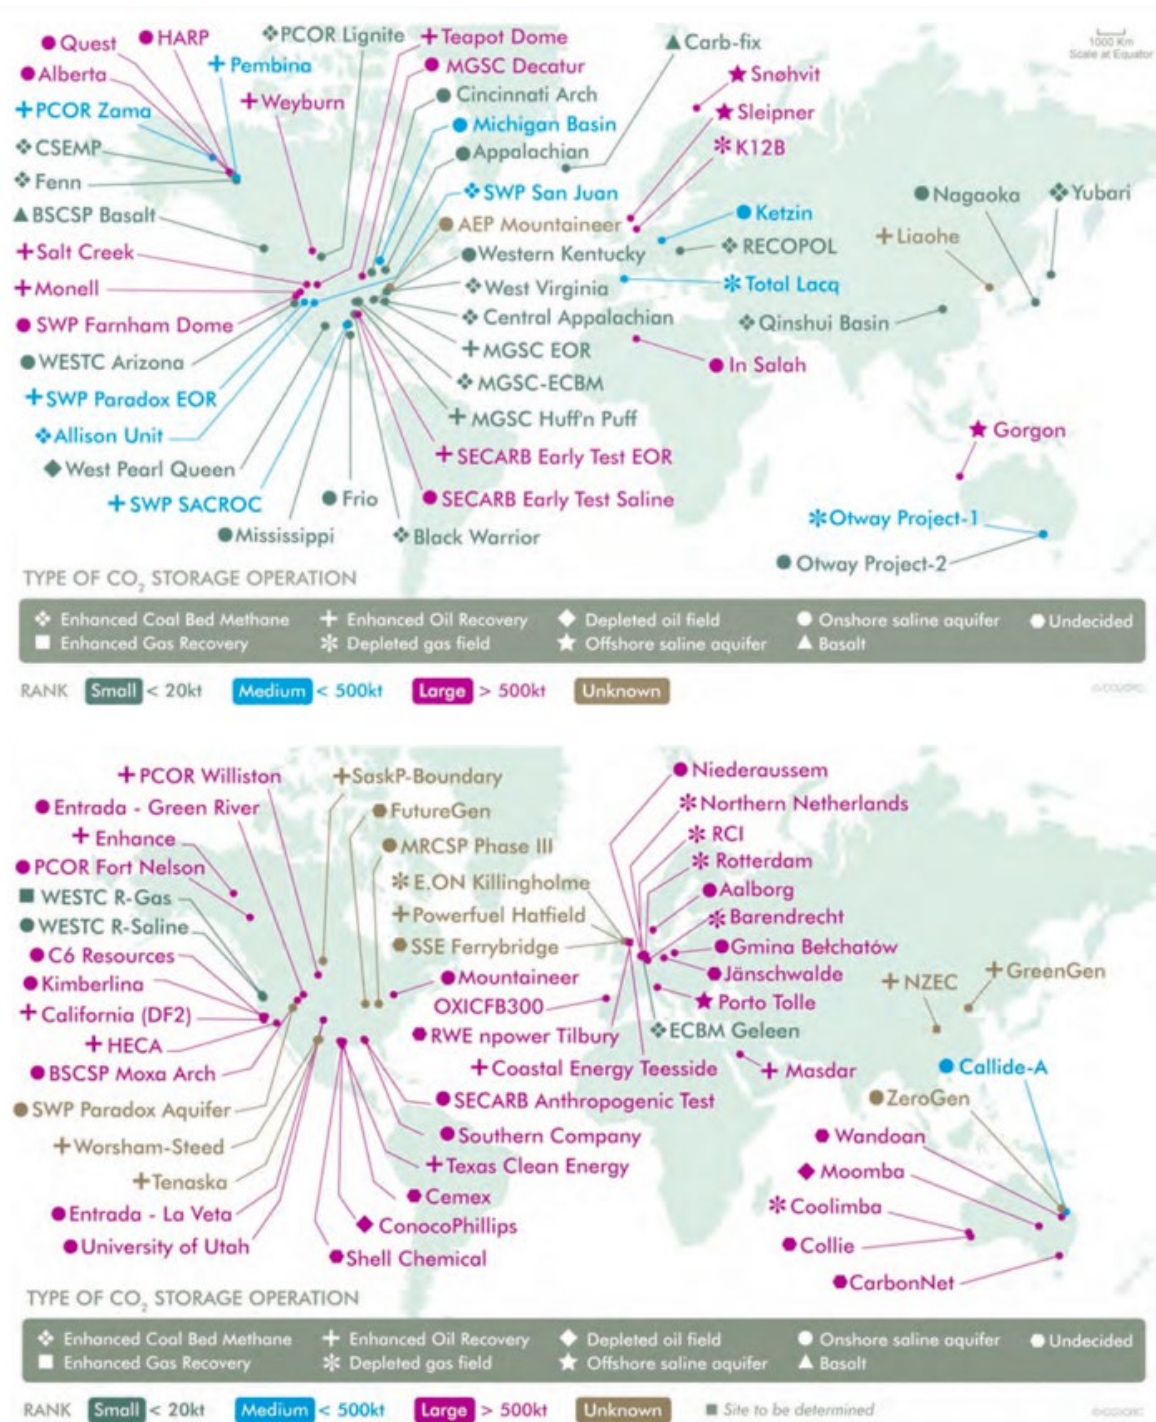 PCOR Lignite
Quest
HARP
Teapot Dome
Carb-fix
1000 Km
Scale at Equator
Alberta
Pembina
MGSC Decatur
Snøhvit
PCOR Zama
Weyburn
Cincinnati Arch
Sleipner
Michigan Basin
CSEMP
Appalachian
K12B
Fenn
SWP San Juan
Nagaoka
Yubari
BSCSP Basalt
AEP Mountaineer
Ketzin
Liaohe
Salt Creek
Western Kentucky
RECOPOL
Monell
West Virginia
Total Lacq
SWP Farnham Dome
Central Appalachian
Qinshui Basin
WESTC Arizona
MGSC EOR
In Salah
SWP Paradox EOR
MGSC-ECBM
Allison Unit
MGSC Huff'n Puff
Gorgon
West Pearl Queen
SECARB Early Test EOR
SWP SACROC
Frio
SECARB Early Test Saline
Otway Project-1
Mississippi
Black Warrior
Otway Project-2
TYPE OF CO2 STORAGE OPERATION
Enhanced Coal Bed Methane
Enhanced Oil Recovery
Depleted oil field
Onshore saline aquifer
Undecided
Enhanced Gas Recovery
Depleted gas field
Offshore saline aquifer
Basalt
RANK Small < 20kt Medium < 500kt Large > 500kt Unknown
PCOR Williston
SaskP-Boundary
Niederaussem
Entrada - Green River
FutureGen
Northern Netherlands
Enhance
MRCSP Phase III
RCI
PCOR Fort Nelson
Rotterdam
WESTC R-Gas
E.ON Killingholme
Aalborg
WESTC R-Saline
Powerfuel Hatfield
Barendrecht
C6 Resources
SSE Ferrybridge
Gmina Bełchatów
Kimberlina
Mountaineer
Jänschwalde
NZEC
GreenGen
California (DF2)
OXICFB300
Porto Tolle
HECA
RWE npower Tilbury
ECBM Geleen
BSCSP Moxa Arch
Coastal Energy Teesside
Masdar
Callide-A
SWP Paradox Aquifer
SECARB Anthropogenic Test
ZeroGen
Worsham-Steed
Southern Company
Wandoan
Tenaska
Texas Clean Energy
Moomba
Entrada - La Veta
Cemex
Coolimba
University of Utah
ConocoPhillips
Collie
Shell Chemical
CarbonNet
TYPE OF CO2 STORAGE OPERATION
Enhanced Coal Bed Methane
Enhanced Oil Recovery
Depleted oil field
Onshore saline aquifer
Undecided
Enhanced Gas Recovery
Depleted gas field
Offshore saline aquifer
Basalt
RANK Small < 20kt Medium < 500kt Large > 500kt Unknown Site to be determined